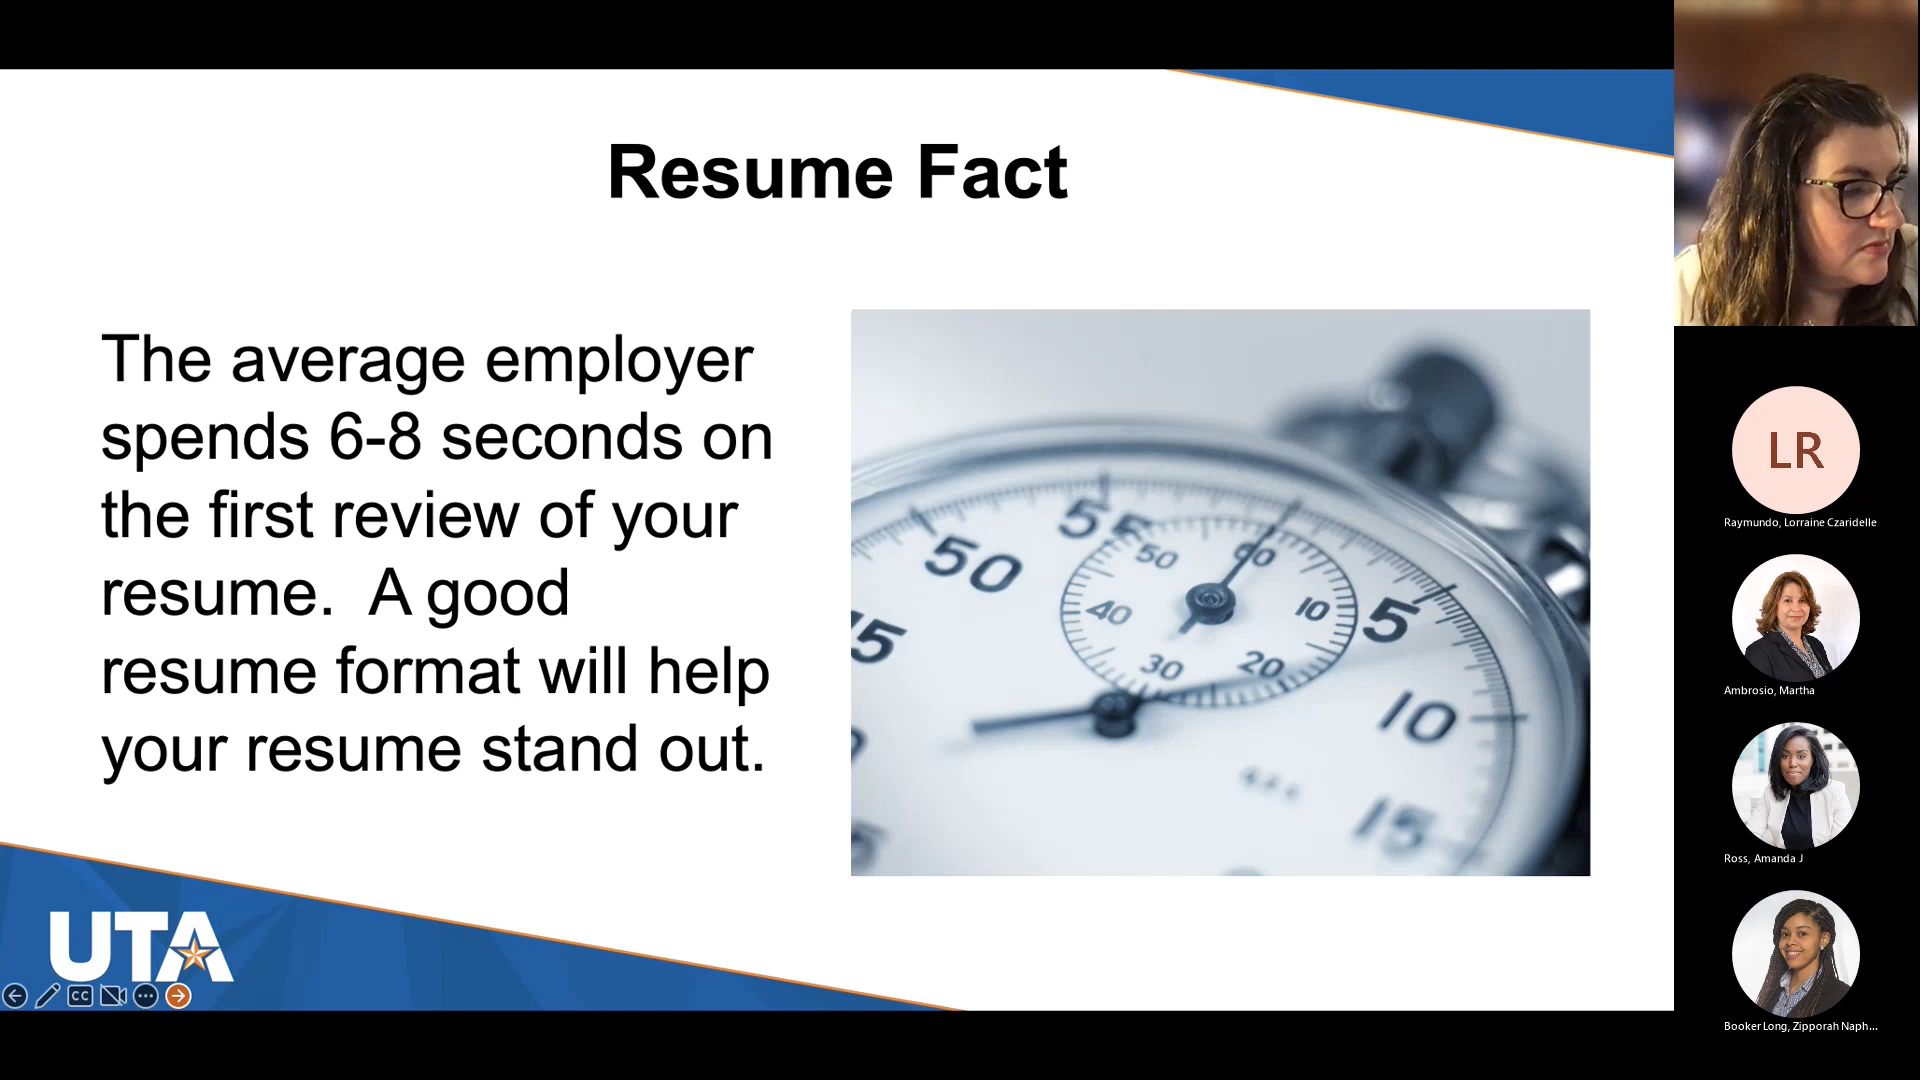 Resume Fact
The average employer
spends 6-8 seconds on
the first review of your
resume.  A good
resume format will help
your resume stand out.
55
50
5
10
15
60
10
20
30
40
50
UTA
CC
LR
Raymundo, Lorraine Czaridelle
Ambrosio, Martha
Ross, Amanda J
Booker Long, Zipporah Naph...